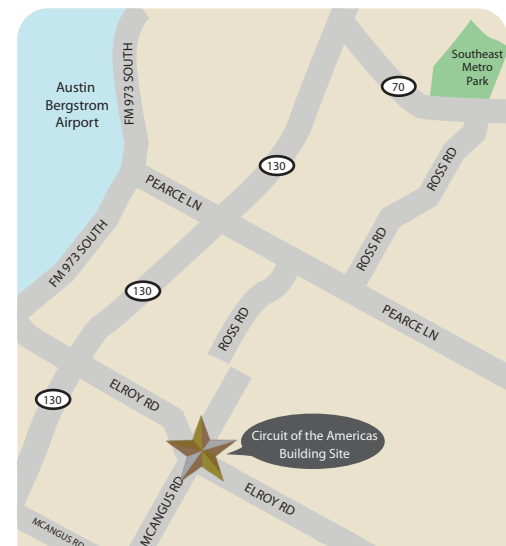 Southeast
Metro
Park
FM 973 SOUTH
70
Austin
Bergstrom
Airport
130
ROSS RD
PEARCE LN
ROSS RD
FM 973 SOUTH
130
ROSS RD
PEARCE LN
ELROY RD
130
Circuit of the Americas
Building Site
ELROY RD
MCANGUS RD
MCANGUS RD